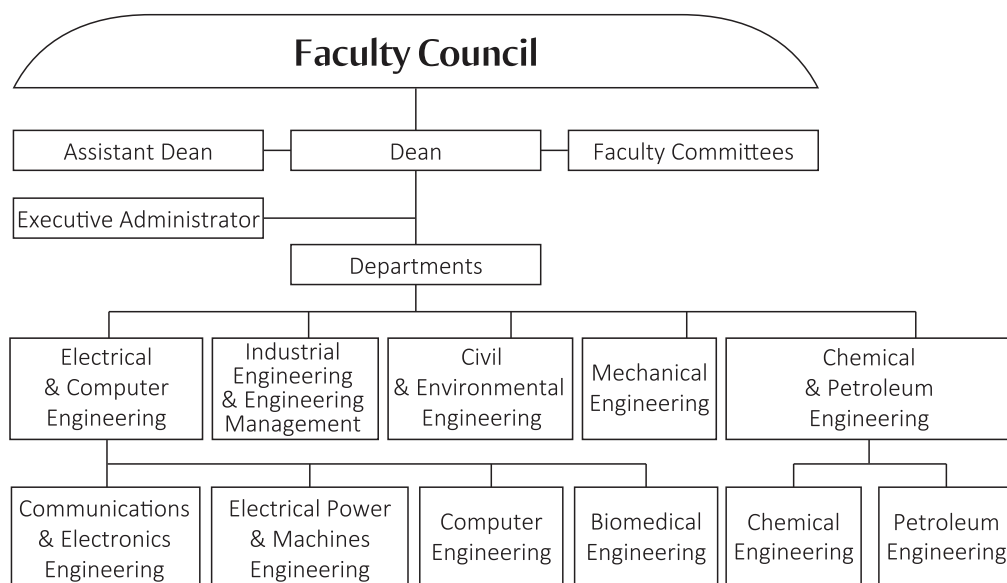 Faculty Council
Assistant Dean
Dean
Faculty Committees
Executive Administrator
Departments
Electrical
& Computer
Engineering
Industrial
Engineering
& Engineering
Management
Civil
& Environmental
Engineering
Mechanical
Engineering
Chemical
& Petroleum
Engineering
Communications
& Electronics
Engineering
Electrical Power
& Machines
Engineering
Computer
Engineering
Biomedical
Engineering
Chemical
Engineering
Petroleum
Engineering